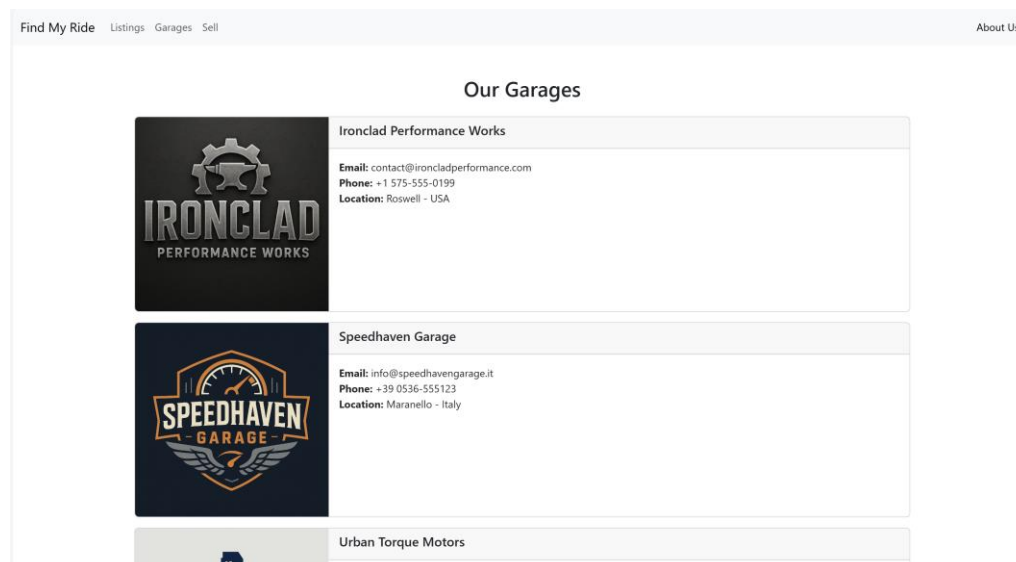 Find My Ride Listings Garages Sell About Us
Our Garages
IRONCLAD
PERFORMANCE WORKS
Ironclad Performance Works
Email: contact@ironcladperformance.com
Phone: +1 575-555-0199
Location: Roswell - USA
SPEEDHAVEN
GARAGE
Speedhaven Garage
Email: info@speedhavengarage.it
Phone: +39 0536-555123
Location: Maranello - Italy
Urban Torque Motors